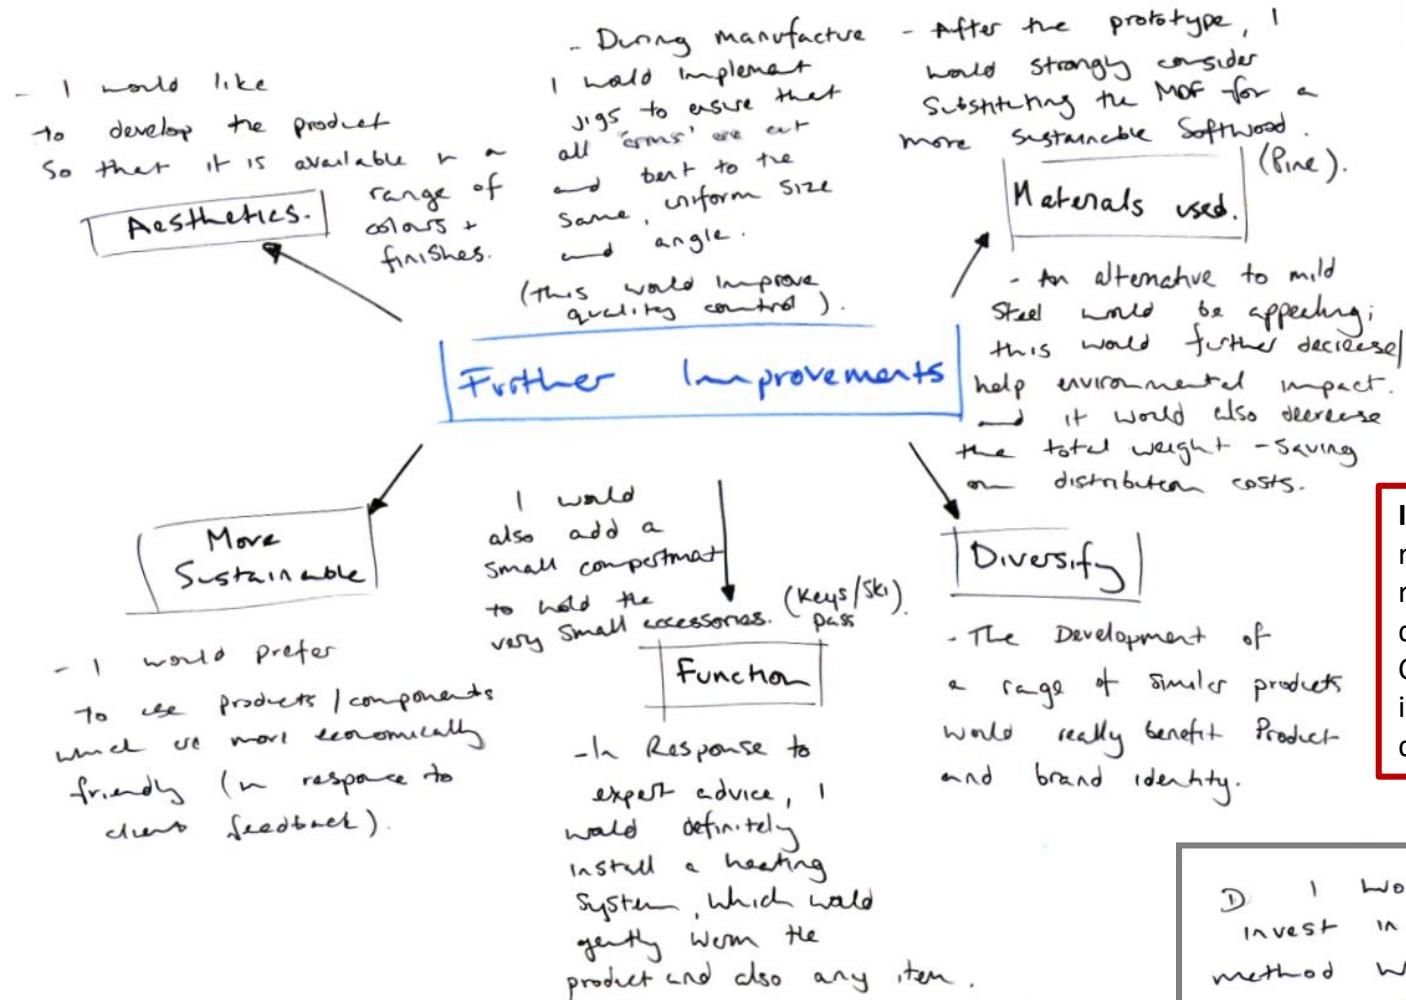 - I would like
to develop the product
so that it is available in a
range of
colours +
finishes.
Aesthetics.
- During manufacture
I would implement
jigs to ensure that
all 'arms' are cut
and bent to the
same, uniform size
and angle.
(this would improve
quality control).
- After the prototype, I
would strongly consider
substituting the MDF for a
more sustainable softwood.
(Pine).
Materials used.
- An alternative to mild
steel would be appealing;
this would further decrease/
help environmental impact.
and it would also decrease
the total weight - saving
on distribution costs.
Further Improvements
More
Sustainable
- I would prefer
to use products/components
which are more economically
friendly (in response to
client feedback).
I would
also add a
small compartment
to hold the
very small accessories. (Keys/Ski
pass).
Function
- In Response to
expert advice, I
would definitely
install a heating
system, which would
gently warm the
product and also any item.
Diversify
- The Development of
a range of similar products
would really benefit Product
and brand identity.
① I
invest in
method